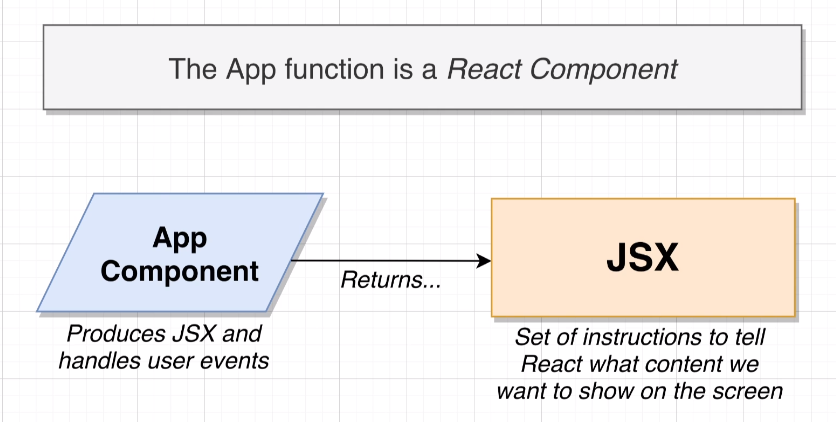 The App function is a React Component
App
Component
Returns...
JSX
Produces JSX and
handles user events
Set of instructions to tell
React what content we
want to show on the screen